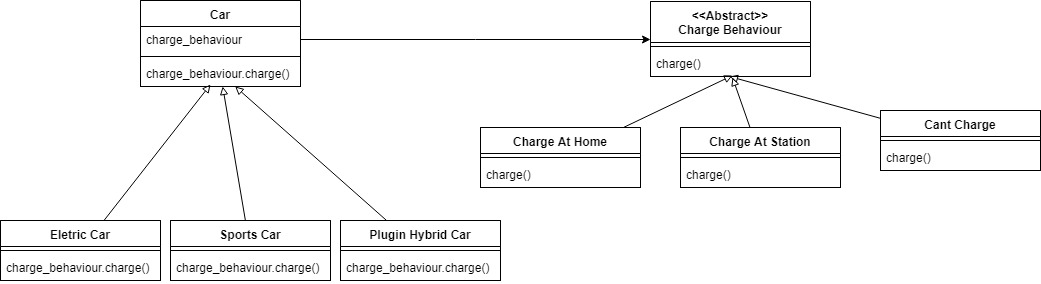 Car
charge_behaviour
charge_behaviour.charge()
<<Abstract>>
Charge Behaviour
charge()
Charge At Home
charge()
Charge At Station
charge()
Cant Charge
charge()
Eletric Car
charge_behaviour.charge()
Sports Car
charge_behaviour.charge()
Plugin Hybrid Car
charge_behaviour.charge()